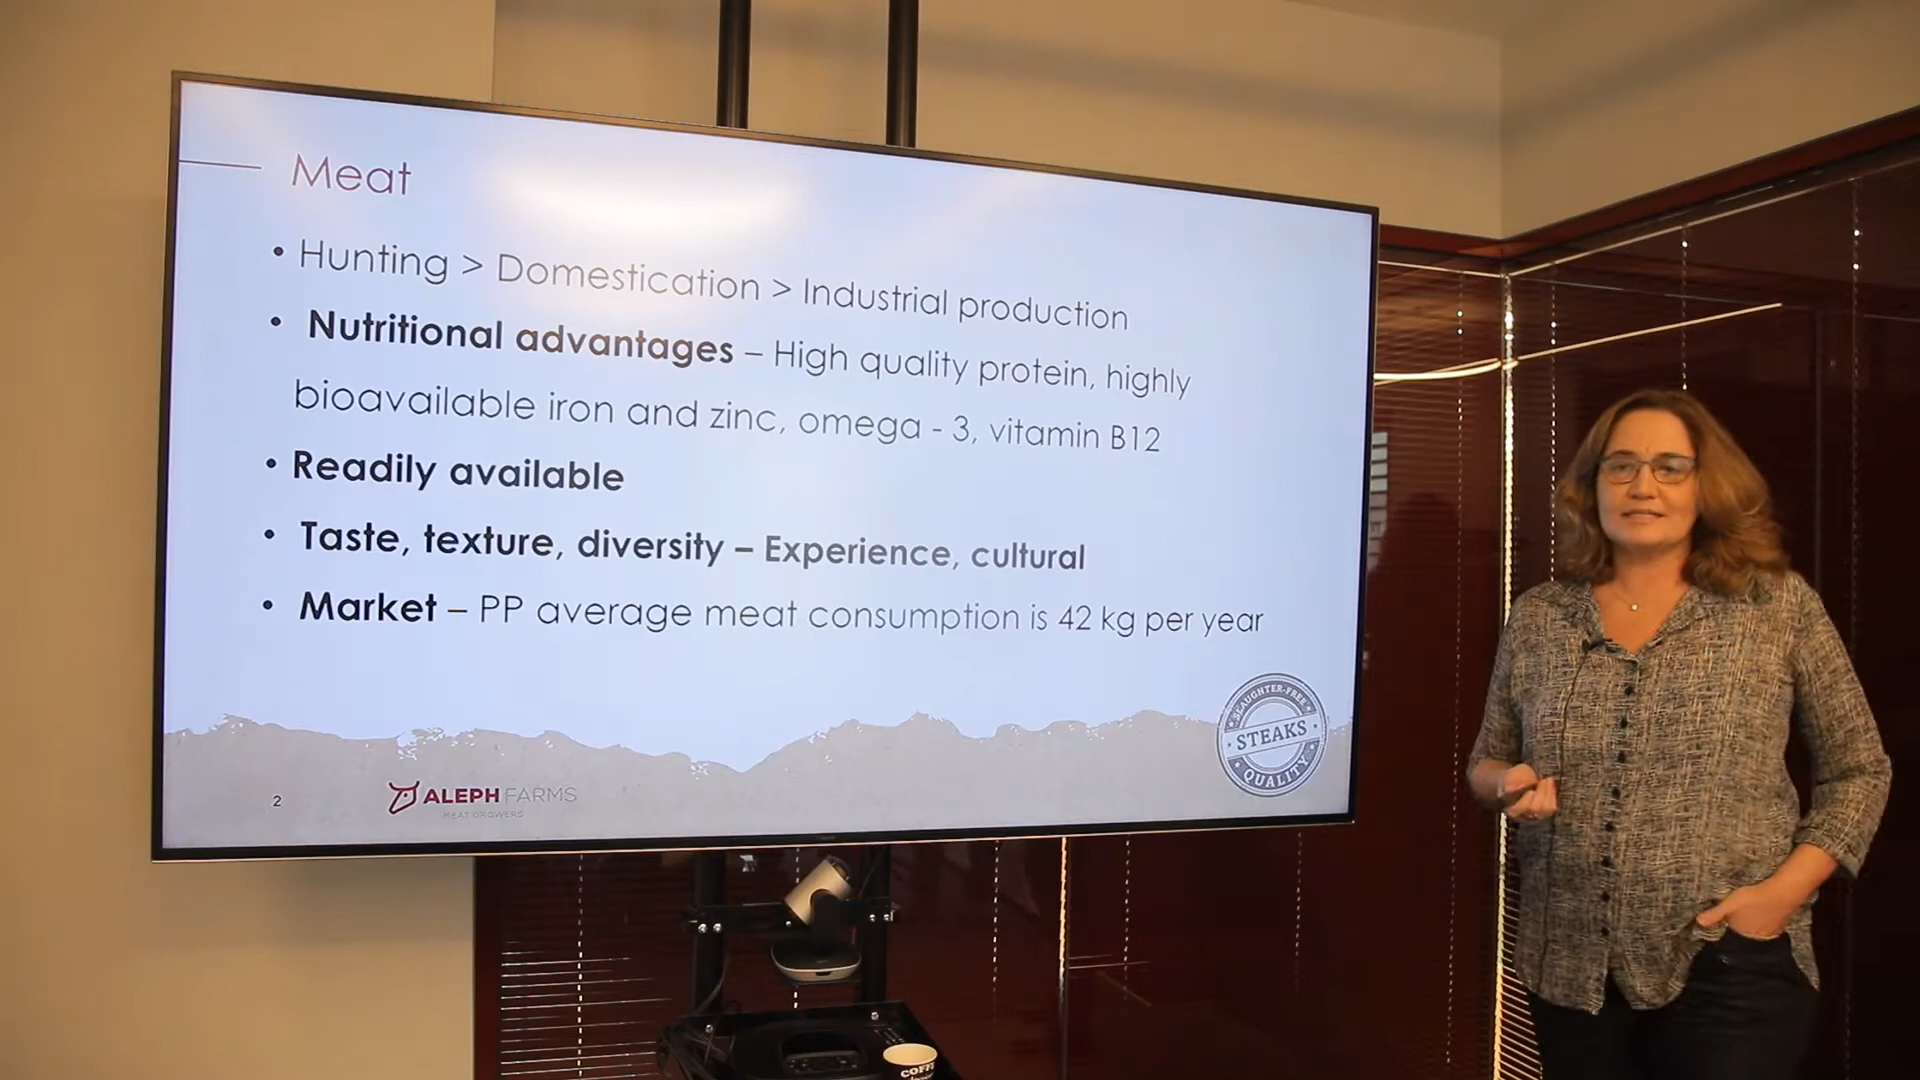 Meat
• Hunting > Domestication > Industrial production
• Nutritional advantages – High quality protein, highly
bioavailable iron and zinc, omega - 3, vitamin B12
• Readily available
• Taste, texture, diversity – Experience, cultural
• Market – PP average meat consumption is 42 kg per year
SLAUGHTER-FREE
STEAKS
QUALITY
2
ALEPH FARMS
MEAT GROWERS
COFFEE